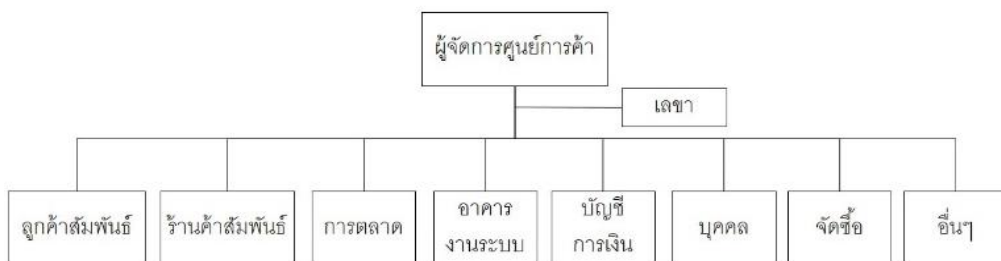 ผู้จัดการศูนย์การค้า
เลขา
ลูกค้าสัมพันธ์
ร้านค้าสัมพันธ์
การตลาด
อาคาร
งานระบบ
บัญชี
การเงิน
บุคคล
จัดซื้อ
อื่นๆ